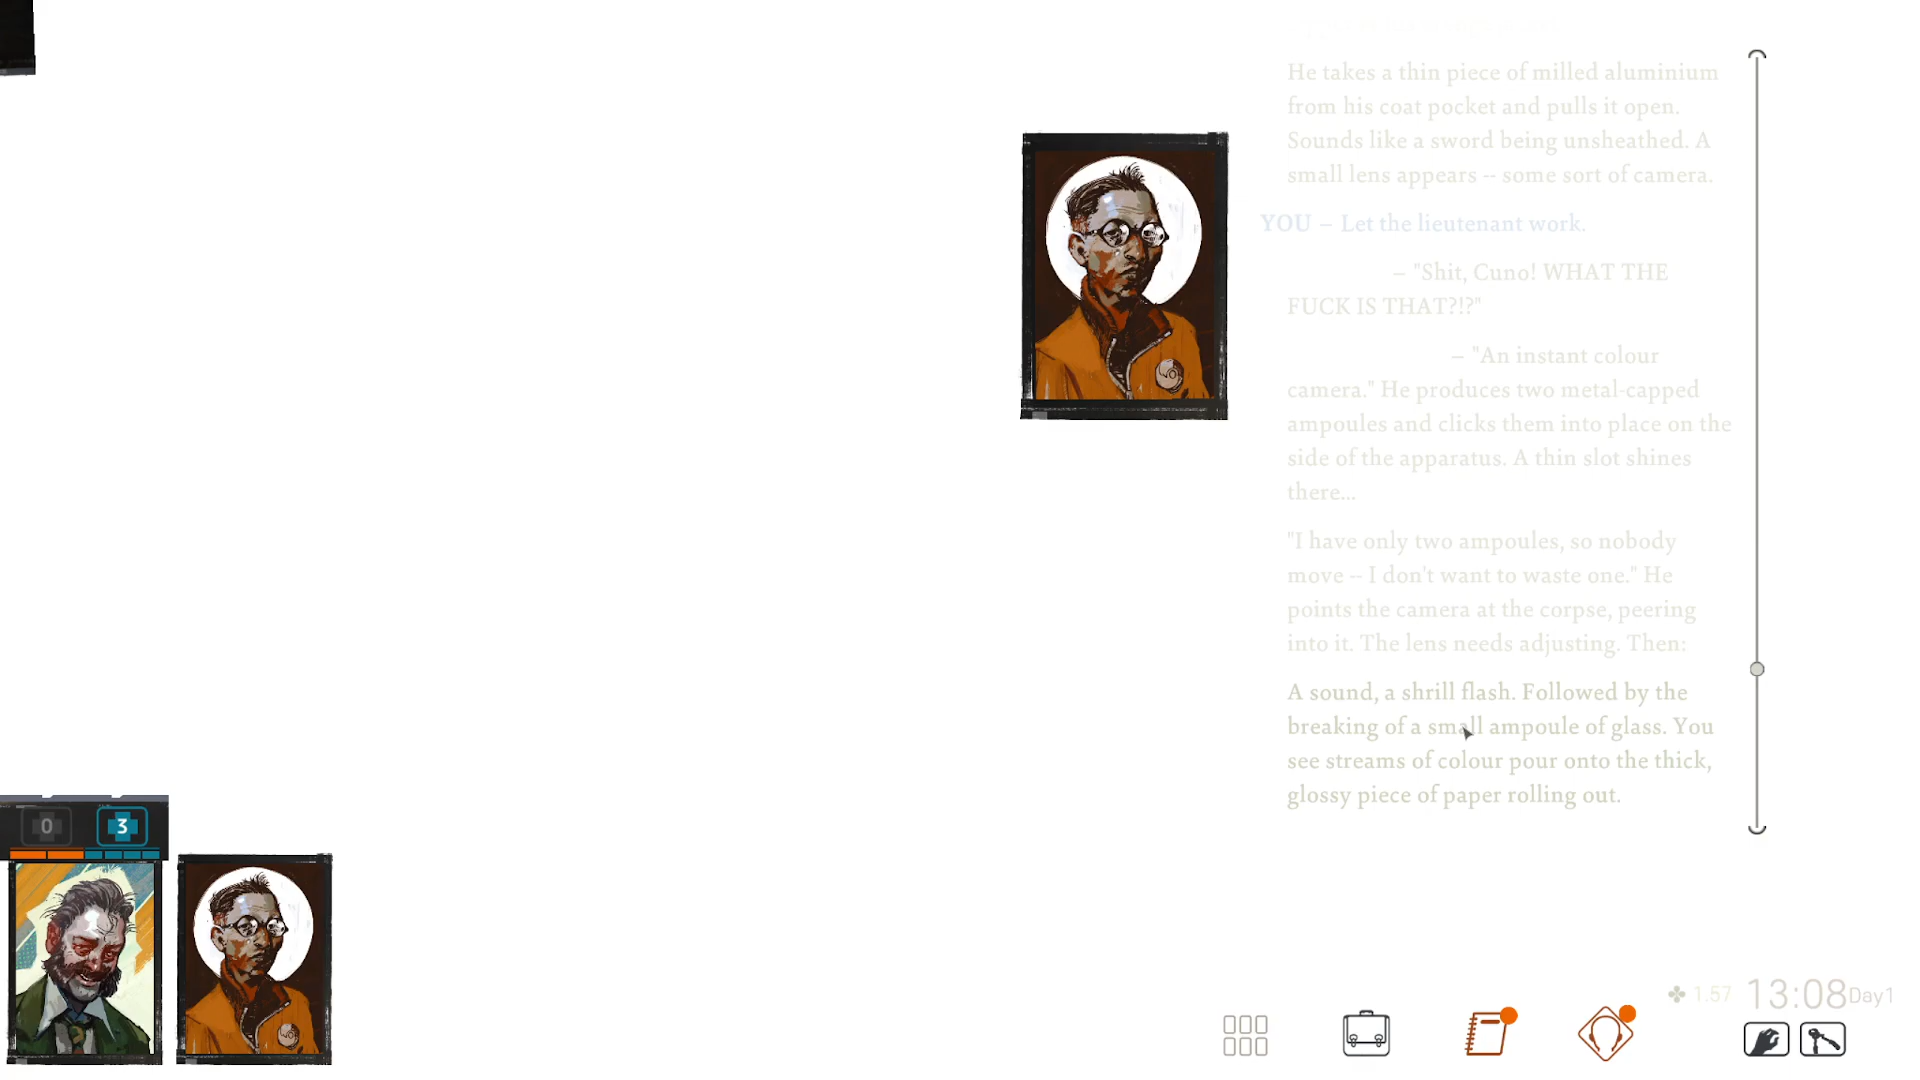 He takes a thin piece of milled aluminium
from his coat pocket and pulls it open.
Sounds like a sword being unsheathed. A
small lens appears -- some sort of camera.
YOU – Let the lieutenant work.
– "Shit, Cuno! WHAT THE
FUCK IS THAT?!?"
– "An instant colour
camera." He produces two metal-capped
ampoules and clicks them into place on the
side of the apparatus. A thin slot shines
there...
"I have only two ampoules, so nobody
move -- I don't want to waste one." He
points the camera at the corpse, peering
into it. The lens needs adjusting. Then:
A sound, a shrill flash. Followed by the
breaking of a small ampoule of glass. You
see streams of colour pour onto the thick,
glossy piece of paper rolling out.
0 3
1.57 13:08 Day1